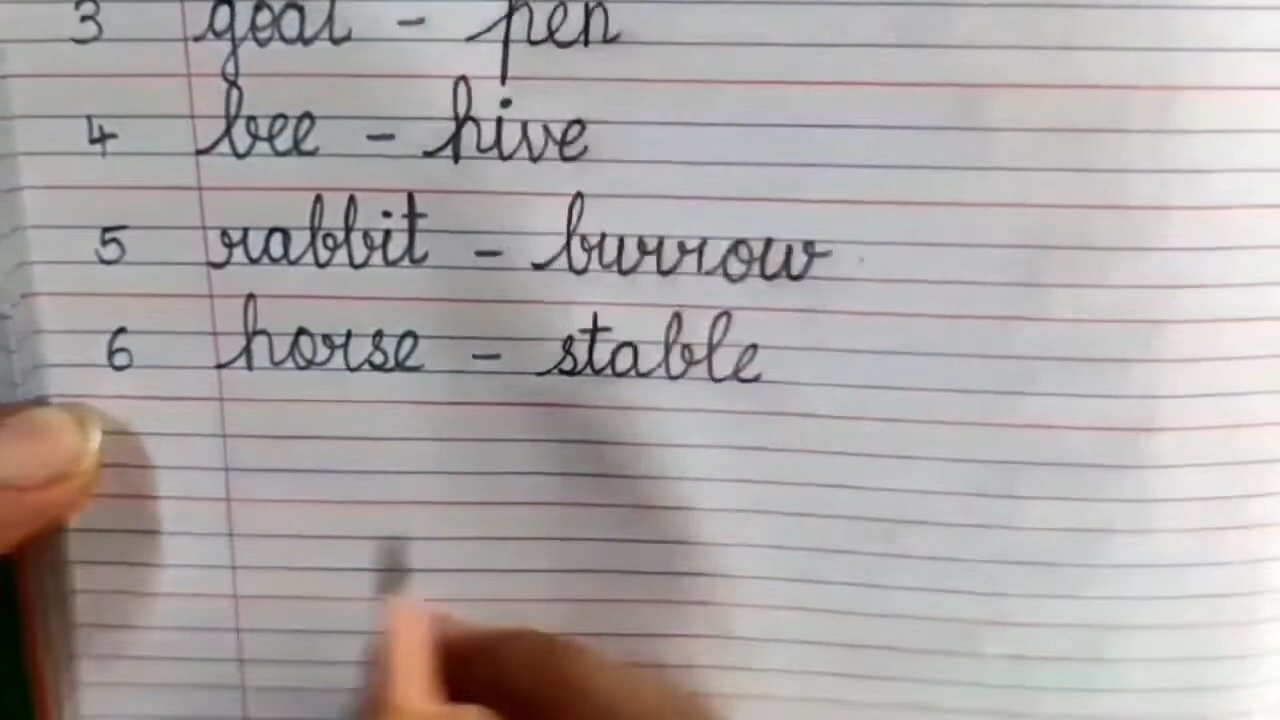 3 goat - pen
4 bee - hive
5 rabbit - burrow
6 horse - stable